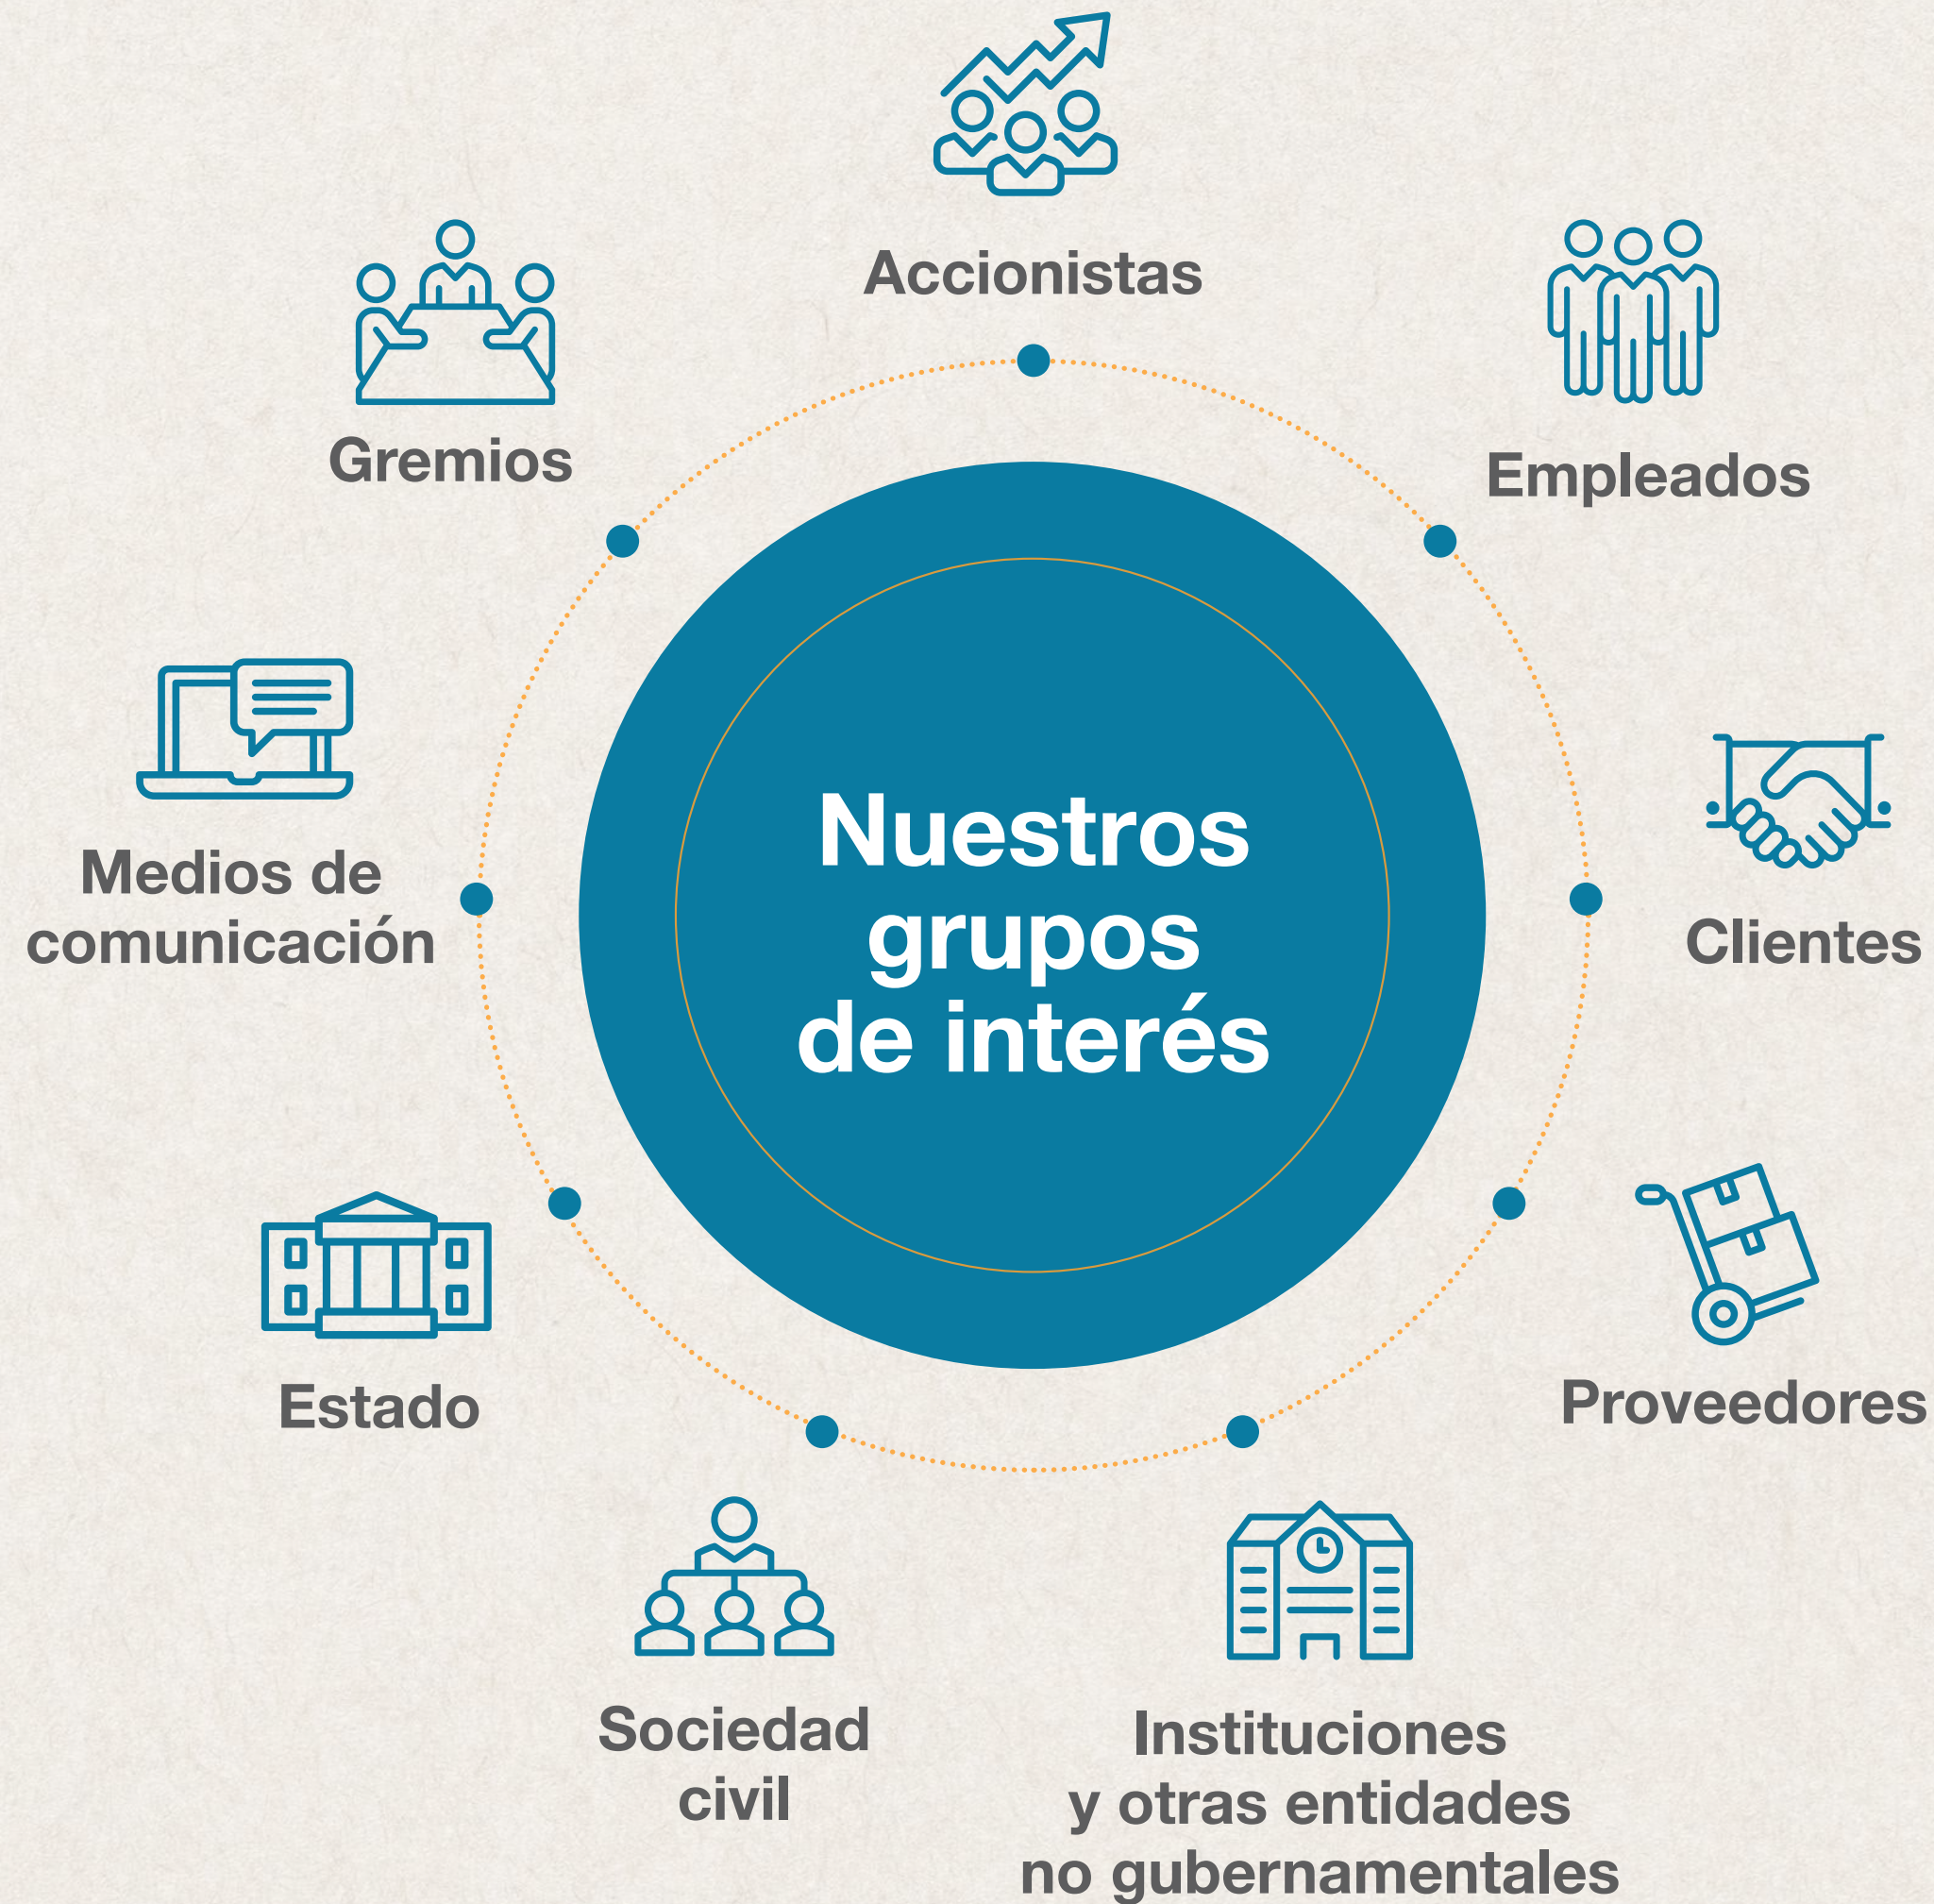 Accionistas
Empleados
Clientes
Proveedores
Instituciones
y otras entidades
no gubernamentales
Sociedad
civil
Estado
Medios de
comunicación
Gremios
Nuestros
grupos
de interés